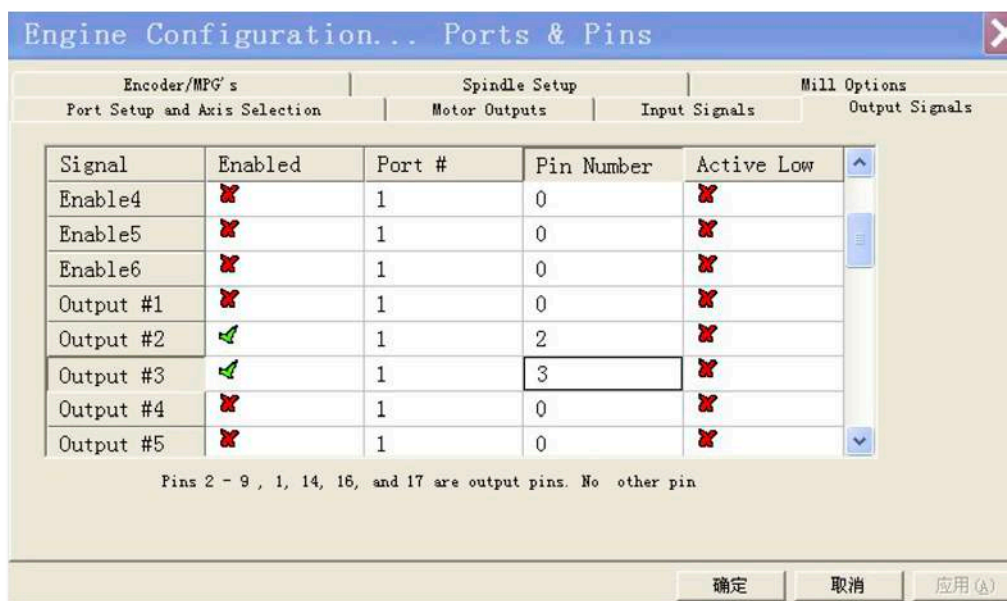 Engine Configuration... Ports & Pins
Encoder/MPG's Spindle Setup Mill Options
Port Setup and Axis Selection Motor Outputs Input Signals Output Signals
Signal Enabled Port # Pin Number Active Low
Enable4 1 0
Enable5 1 0
Enable6 1 0
Output #1 1 0
Output #2 1 2
Output #3 1 3
Output #4 1 0
Output #5 1 0
Pins 2 - 9 , 1, 14, 16, and 17 are output pins. No other pin
确定 取消 应用(A)